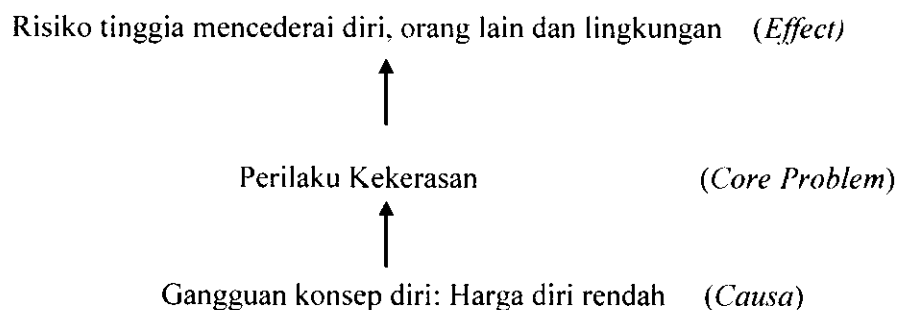 Risiko tinggia mencederai diri, orang lain dan lingkungan (Effect)
Perilaku Kekerasan (Core Problem)
Gangguan konsep diri: Harga diri rendah (Causa)